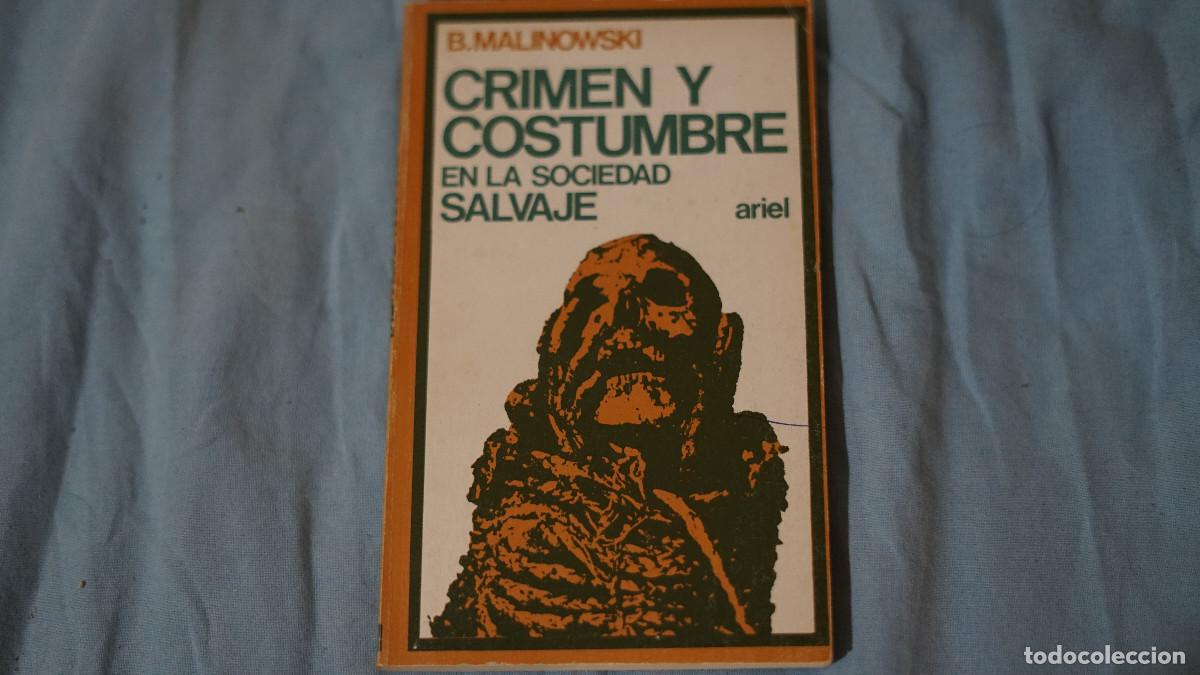 B. MALINOWSKI
CRIMEN Y
COSTUMBRE
EN LA SOCIEDAD
SALVAJE
ariel
todocoleccion